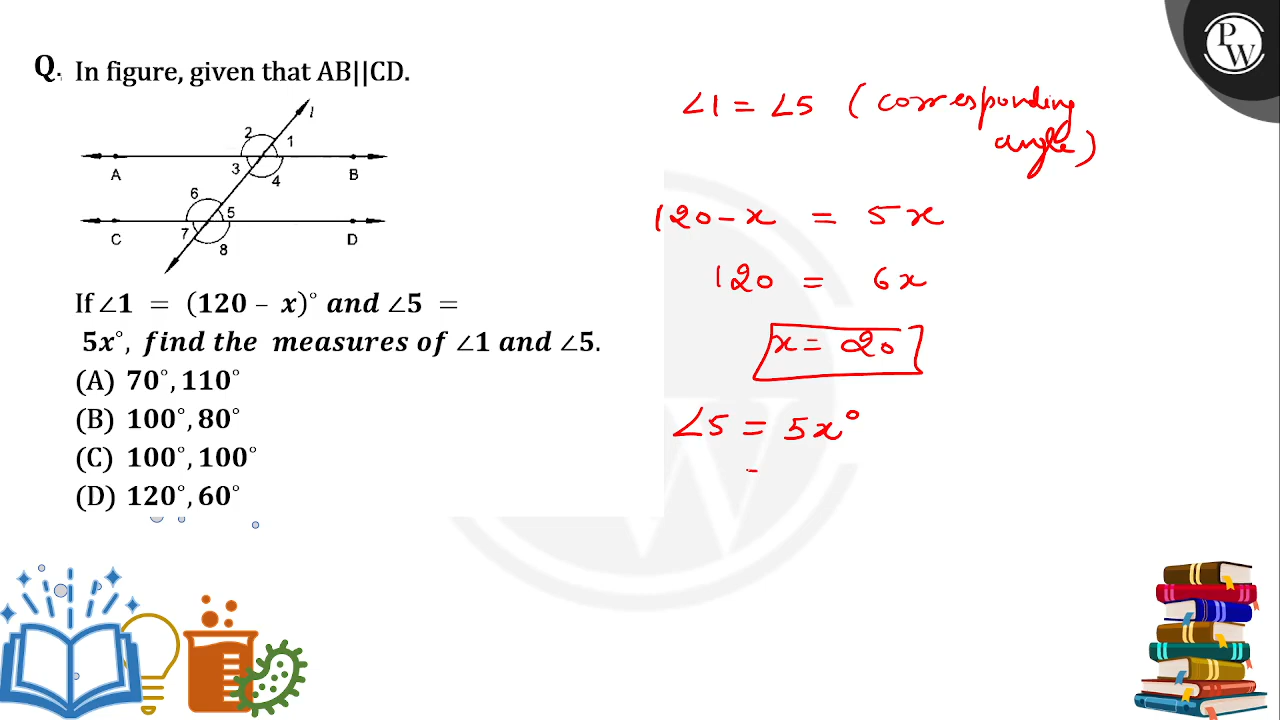 Q. In figure, given that AB||CD.
l
2 1
3 4
A B
6 5
7 8
C D
If ∠1 = (120 – x)° and ∠5 =
5x°, find the measures of ∠1 and ∠5.
(A) 70°, 110°
(B) 100°, 80°
(C) 100°, 100°
(D) 120°, 60°
∠1 = ∠5 (corresponding
angle)
120 - x = 5x
120 = 6x
x = 20
∠5 = 5x°
=
PW
W